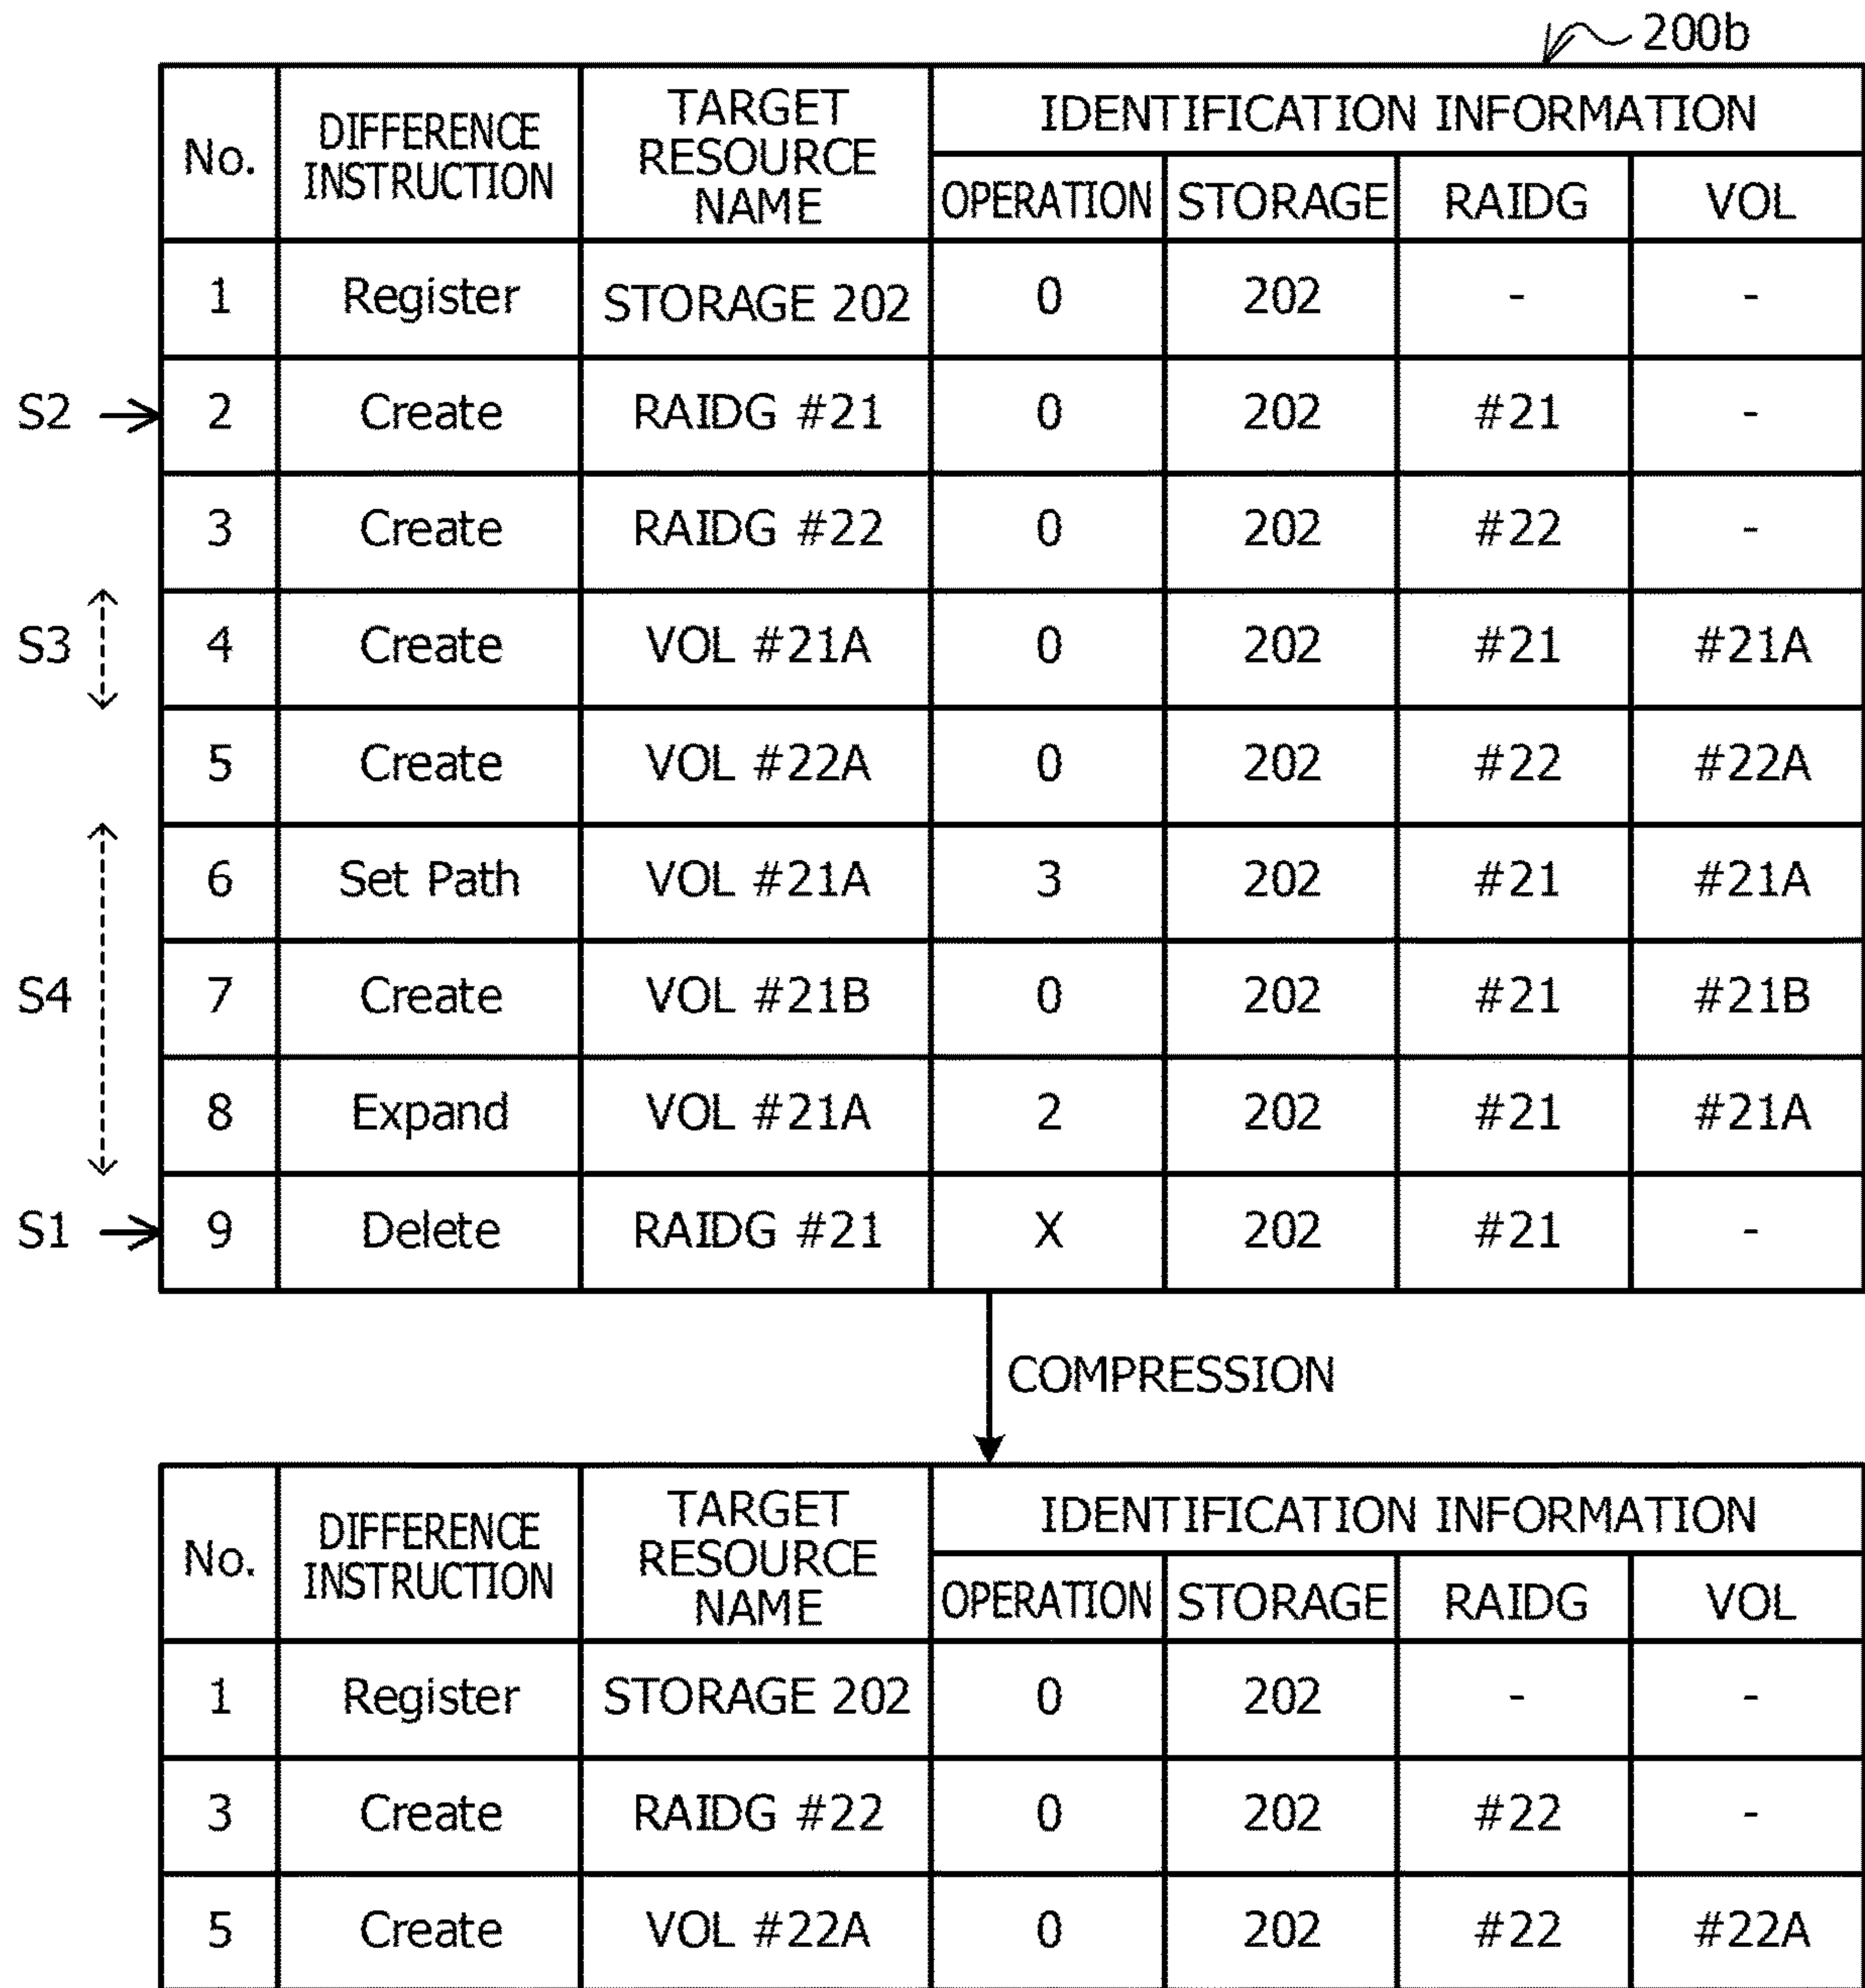 200b
No. DIFFERENCE INSTRUCTION TARGET RESOURCE NAME IDENTIFICATION INFORMATION
OPERATION STORAGE RAIDG VOL
1 Register STORAGE 202 0 202 - -
S2 2 Create RAIDG #21 0 202 #21 -
3 Create RAIDG #22 0 202 #22 -
S3 4 Create VOL #21A 0 202 #21 #21A
5 Create VOL #22A 0 202 #22 #22A
6 Set Path VOL #21A 3 202 #21 #21A
S4 7 Create VOL #21B 0 202 #21 #21B
8 Expand VOL #21A 2 202 #21 #21A
S1 9 Delete RAIDG #21 X 202 #21 -
COMPRESSION
No. DIFFERENCE INSTRUCTION TARGET RESOURCE NAME IDENTIFICATION INFORMATION
OPERATION STORAGE RAIDG VOL
1 Register STORAGE 202 0 202 - -
3 Create RAIDG #22 0 202 #22 -
5 Create VOL #22A 0 202 #22 #22A